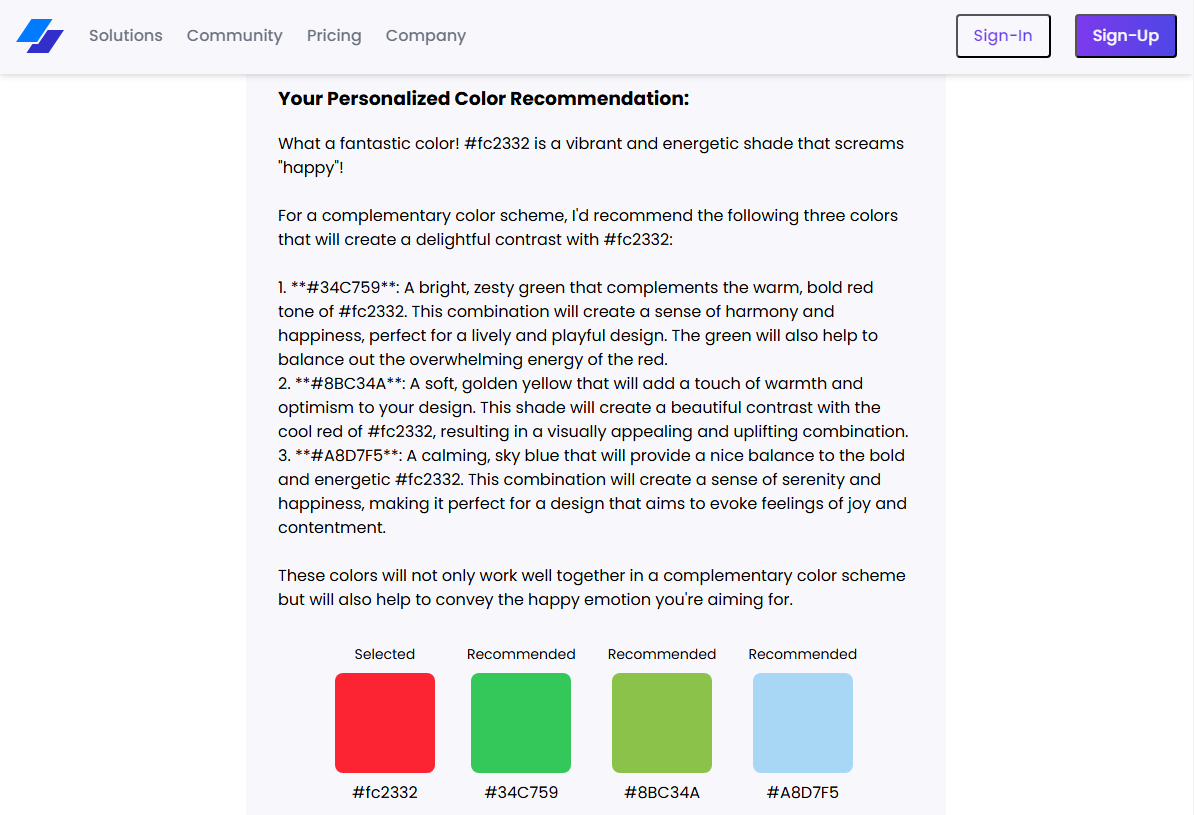 Solutions Community Pricing Company Sign-In Sign-Up
Your Personalized Color Recommendation:
What a fantastic color! #fc2332 is a vibrant and energetic shade that screams
"happy"!
For a complementary color scheme, I'd recommend the following three colors
that will create a delightful contrast with #fc2332:
1. **#34C759**: A bright, zesty green that complements the warm, bold red
tone of #fc2332. This combination will create a sense of harmony and
happiness, perfect for a lively and playful design. The green will also help to
balance out the overwhelming energy of the red.
2. **#8BC34A**: A soft, golden yellow that will add a touch of warmth and
optimism to your design. This shade will create a beautiful contrast with the
cool red of #fc2332, resulting in a visually appealing and uplifting combination.
3. **#A8D7F5**: A calming, sky blue that will provide a nice balance to the bold
and energetic #fc2332. This combination will create a sense of serenity and
happiness, making it perfect for a design that aims to evoke feelings of joy and
contentment.
These colors will not only work well together in a complementary color scheme
but will also help to convey the happy emotion you're aiming for.
Selected Recommended Recommended Recommended
#fc2332 #34C759 #8BC34A #A8D7F5